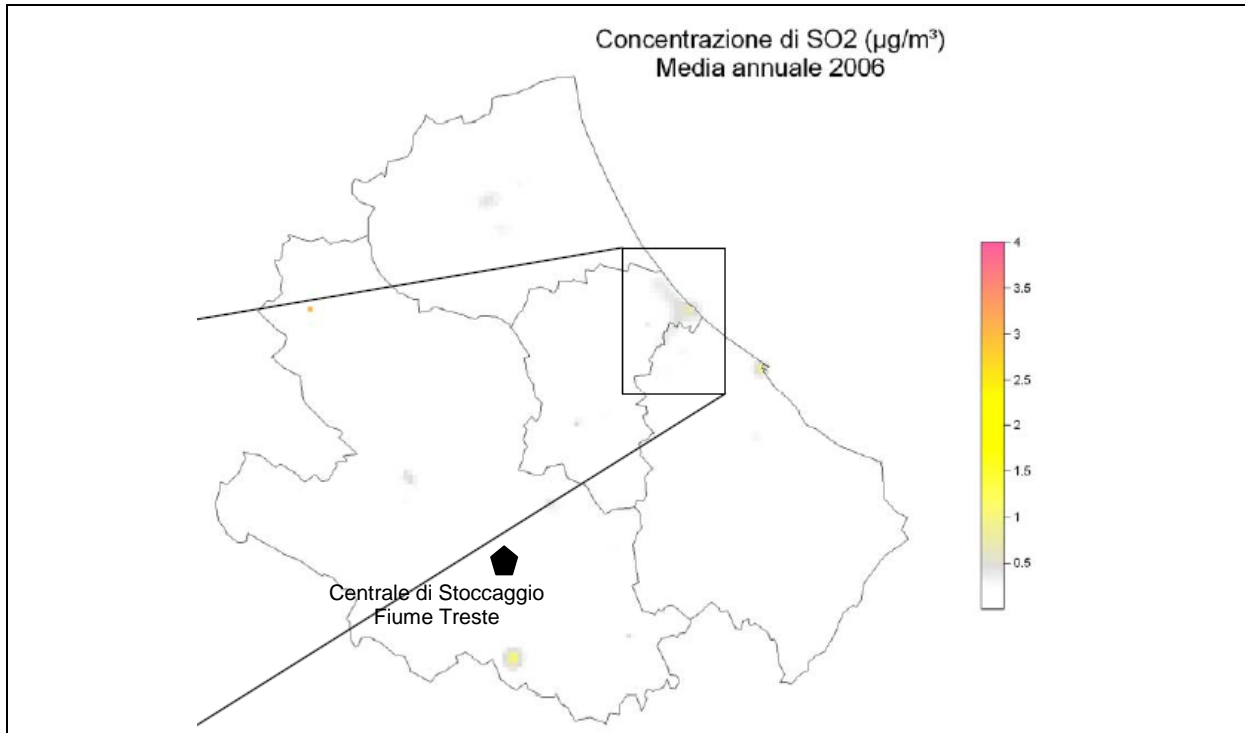 Concentrazione di SO2 (µg/m³)
Media annuale 2006
4
3.5
3
2.5
2
1.5
1
0.5
Centrale di Stoccaggio
Fiume Treste